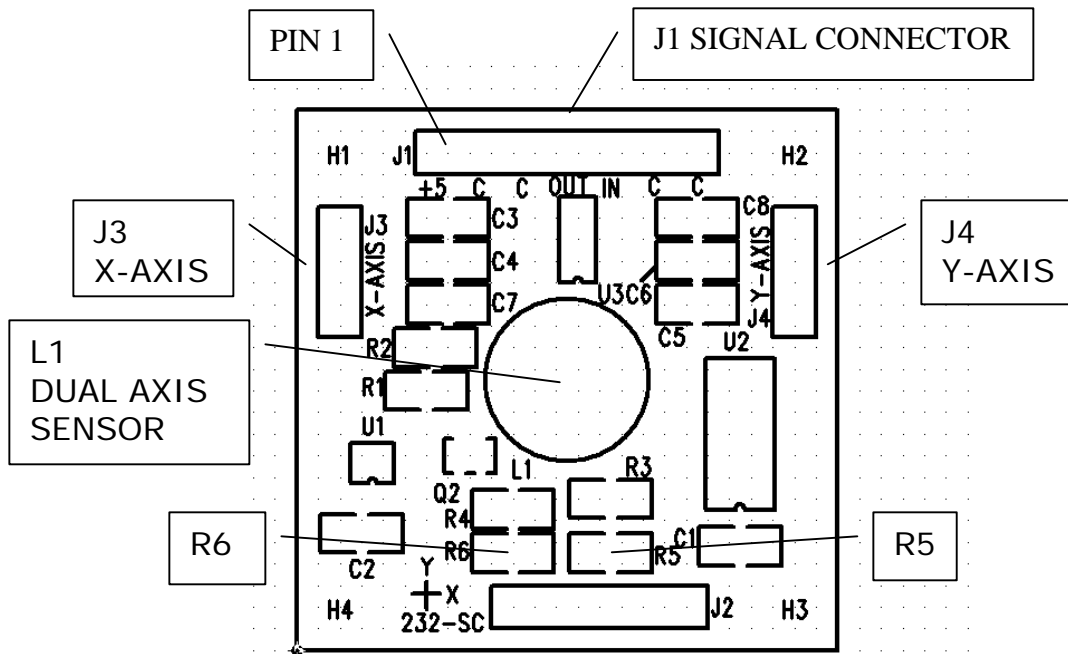 PIN 1
J1 SIGNAL CONNECTOR
H1
J1
H2
+5 C C OUT IN C C
J3
X-AXIS
J3
X-AXIS
C3
C4
C7
U3
C6
C8
C5
Y-AXIS
J4
J4
Y-AXIS
L1
DUAL AXIS
SENSOR
R2
R1
U2
U1
Q2
L1
R3
R4
R6
R6
R5
C1
R5
C2
Y
X
232-SC
J2
H4
H3